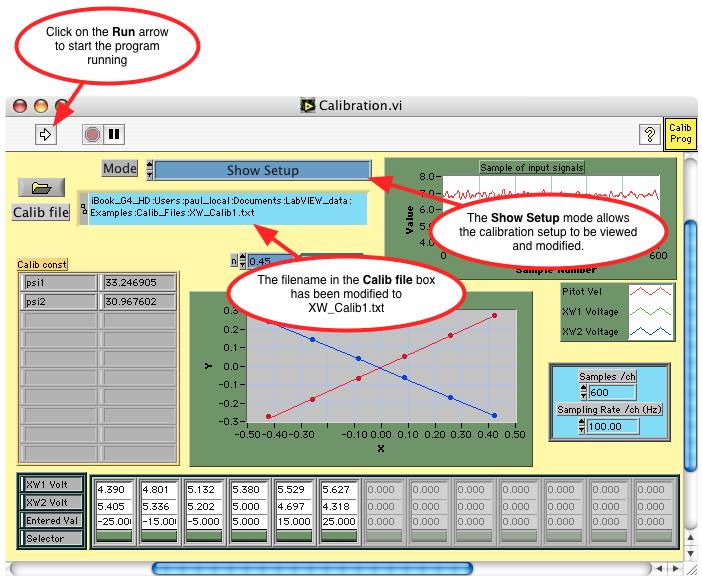 Click on the Run arrow
to start the program
running
Calibration.vi
?
Calib
Prog
Mode
Show Setup
Calib file
iBook_G4_HD:Users:paul_local:Documents:LabVIEW_data:
Examples:Calib_Files:XW_Calib1.txt
Sample of input signals
8.0
7.
6.
5.
4.
Value
0
600
Sample Number
The Show Setup mode allows
the calibration setup to be viewed
and modified.
n
0.45
The filename in the Calib file box
has been modified to
XW_Calib1.txt
Calib const
psi1 33.246905
psi2 30.967602
Pitot Vel
XW1 Voltage
XW2 Voltage
0.3
0.2
0.1
0.0
-0.1
-0.2
-0.3
Y
-0.50 -0.40 -0.30 -0.10 0.00 0.10 0.20 0.30 0.40 0.50
X
Samples /ch
600
Sampling Rate /ch (Hz)
100.00
XW1 Volt 4.390 4.801 5.132 5.380 5.529 5.627 0.000 0.000 0.000 0.000 0.000 0.000 0.000
XW2 Volt 5.405 5.336 5.202 5.005 4.697 4.318 0.000 0.000 0.000 0.000 0.000 0.000 0.000
Entered Val -25.00 -15.00 -5.000 5.000 15.000 25.000 0.000 0.000 0.000 0.000 0.000 0.000 0.000
Selector